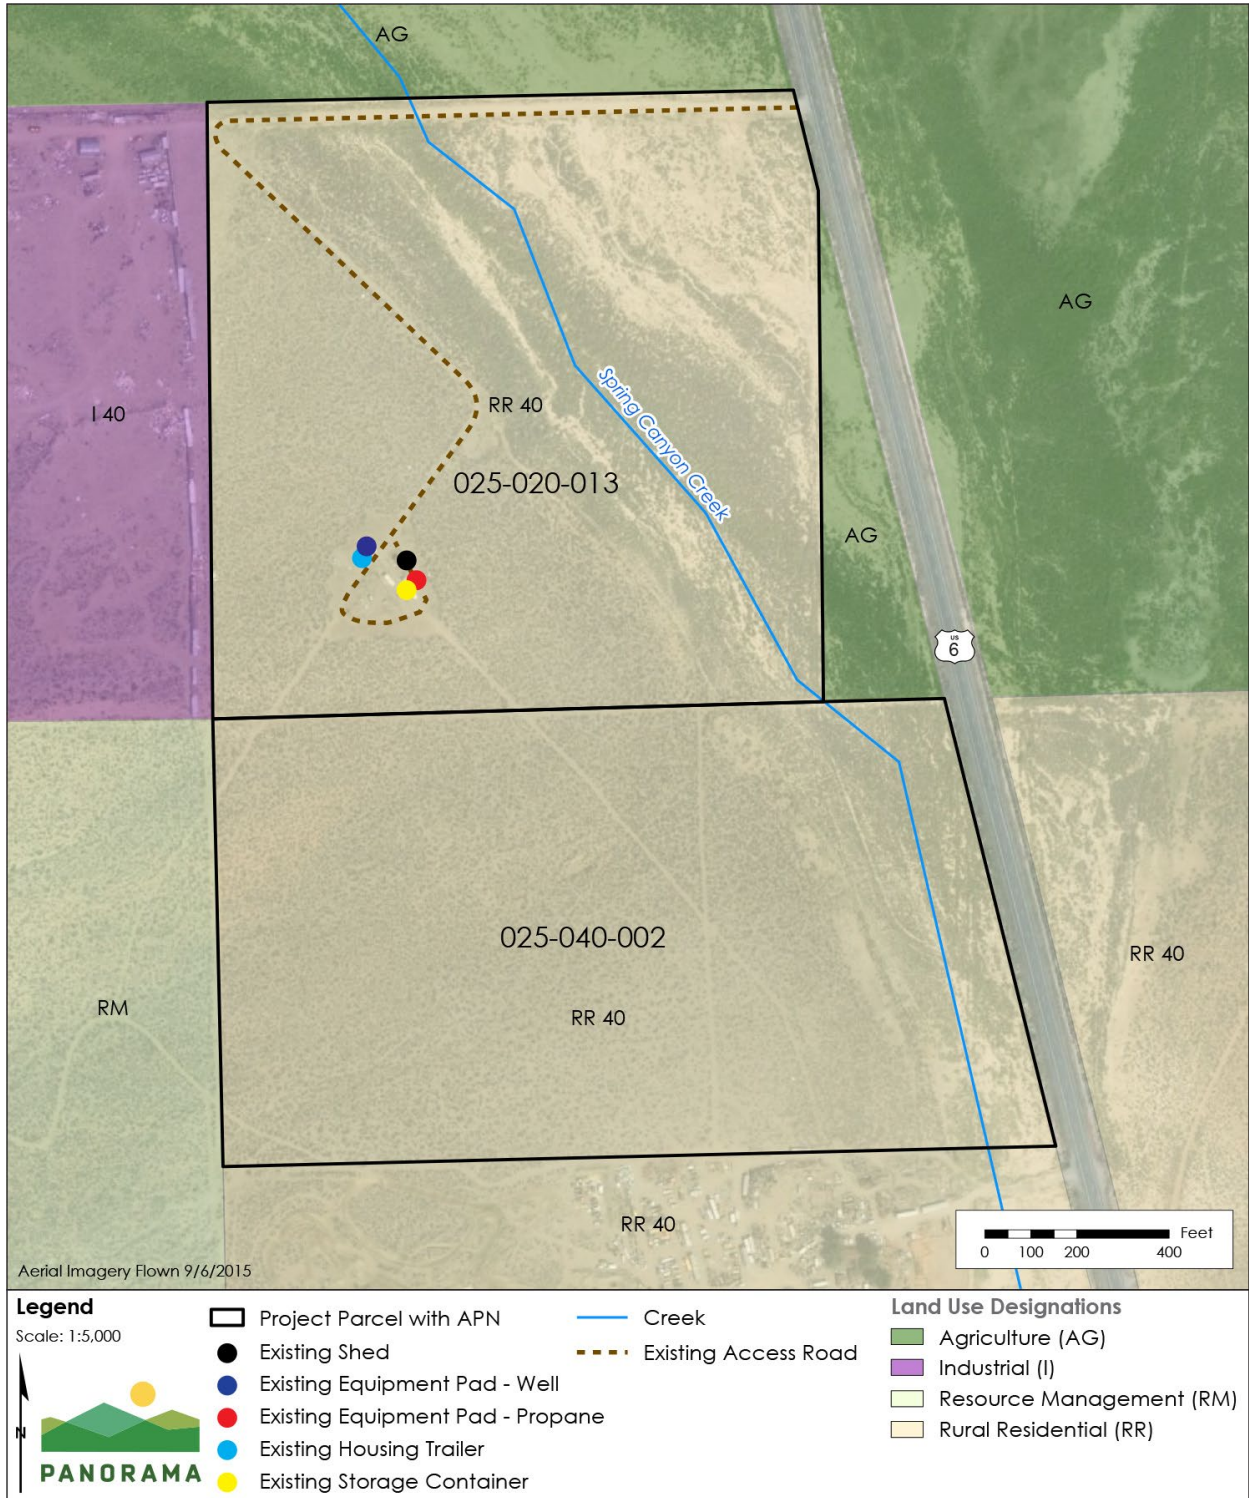 AG
AG
I 40
RR 40
Spring Canyon Creek
025-020-013
AG
US
6
025-040-002
RR 40
RM
RR 40
RR 40
Feet
0 100 200 400
Aerial Imagery Flown 9/6/2015
Legend
Scale: 1:5,000
N
PANORAMA
Project Parcel with APN
Existing Shed
Existing Equipment Pad - Well
Existing Equipment Pad - Propane
Existing Housing Trailer
Existing Storage Container
Creek
Existing Access Road
Land Use Designations
Agriculture (AG)
Industrial (I)
Resource Management (RM)
Rural Residential (RR)